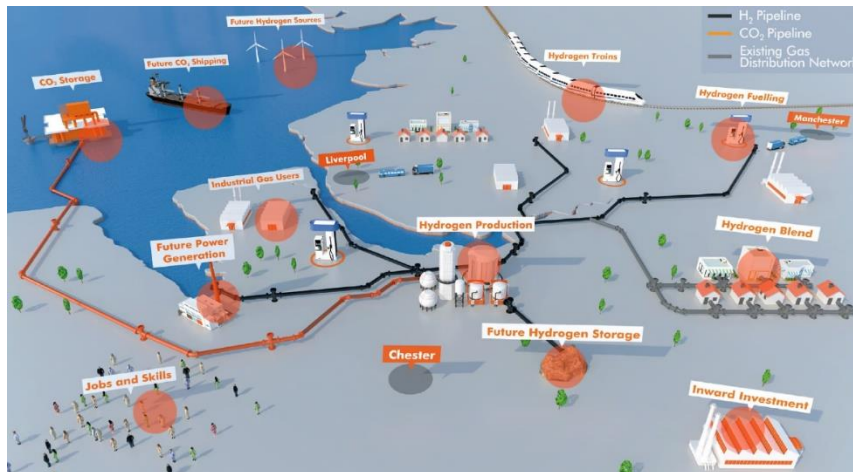 Future Hydrogen Sources
H₂ Pipeline
CO₂ Pipeline
Existing Gas
Distribution Network
Future CO₂ Shipping
Hydrogen Trains
CO₂ Storage
Hydrogen Fuelling
Manchester
Liverpool
Industrial Gas Users
Hydrogen Production
Hydrogen Blend
Future Power
Generation
Future Hydrogen Storage
Chester
Jobs and Skills
Inward Investment